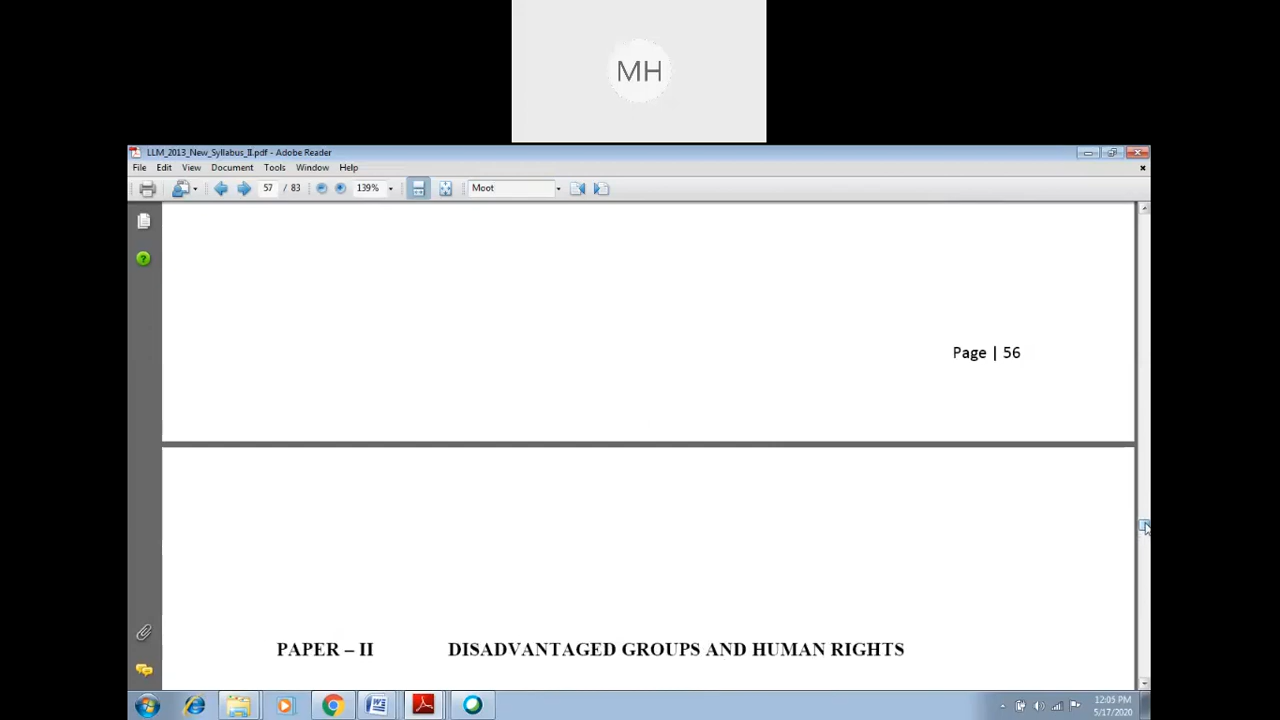 MH
LLM_2013_New_Syllabus_II.pdf - Adobe Reader
File Edit View Document Tools Window Help
57 / 83 139% Moot
Page | 56
PAPER – II DISADVANTAGED GROUPS AND HUMAN RIGHTS
12:05 PM
5/17/2020